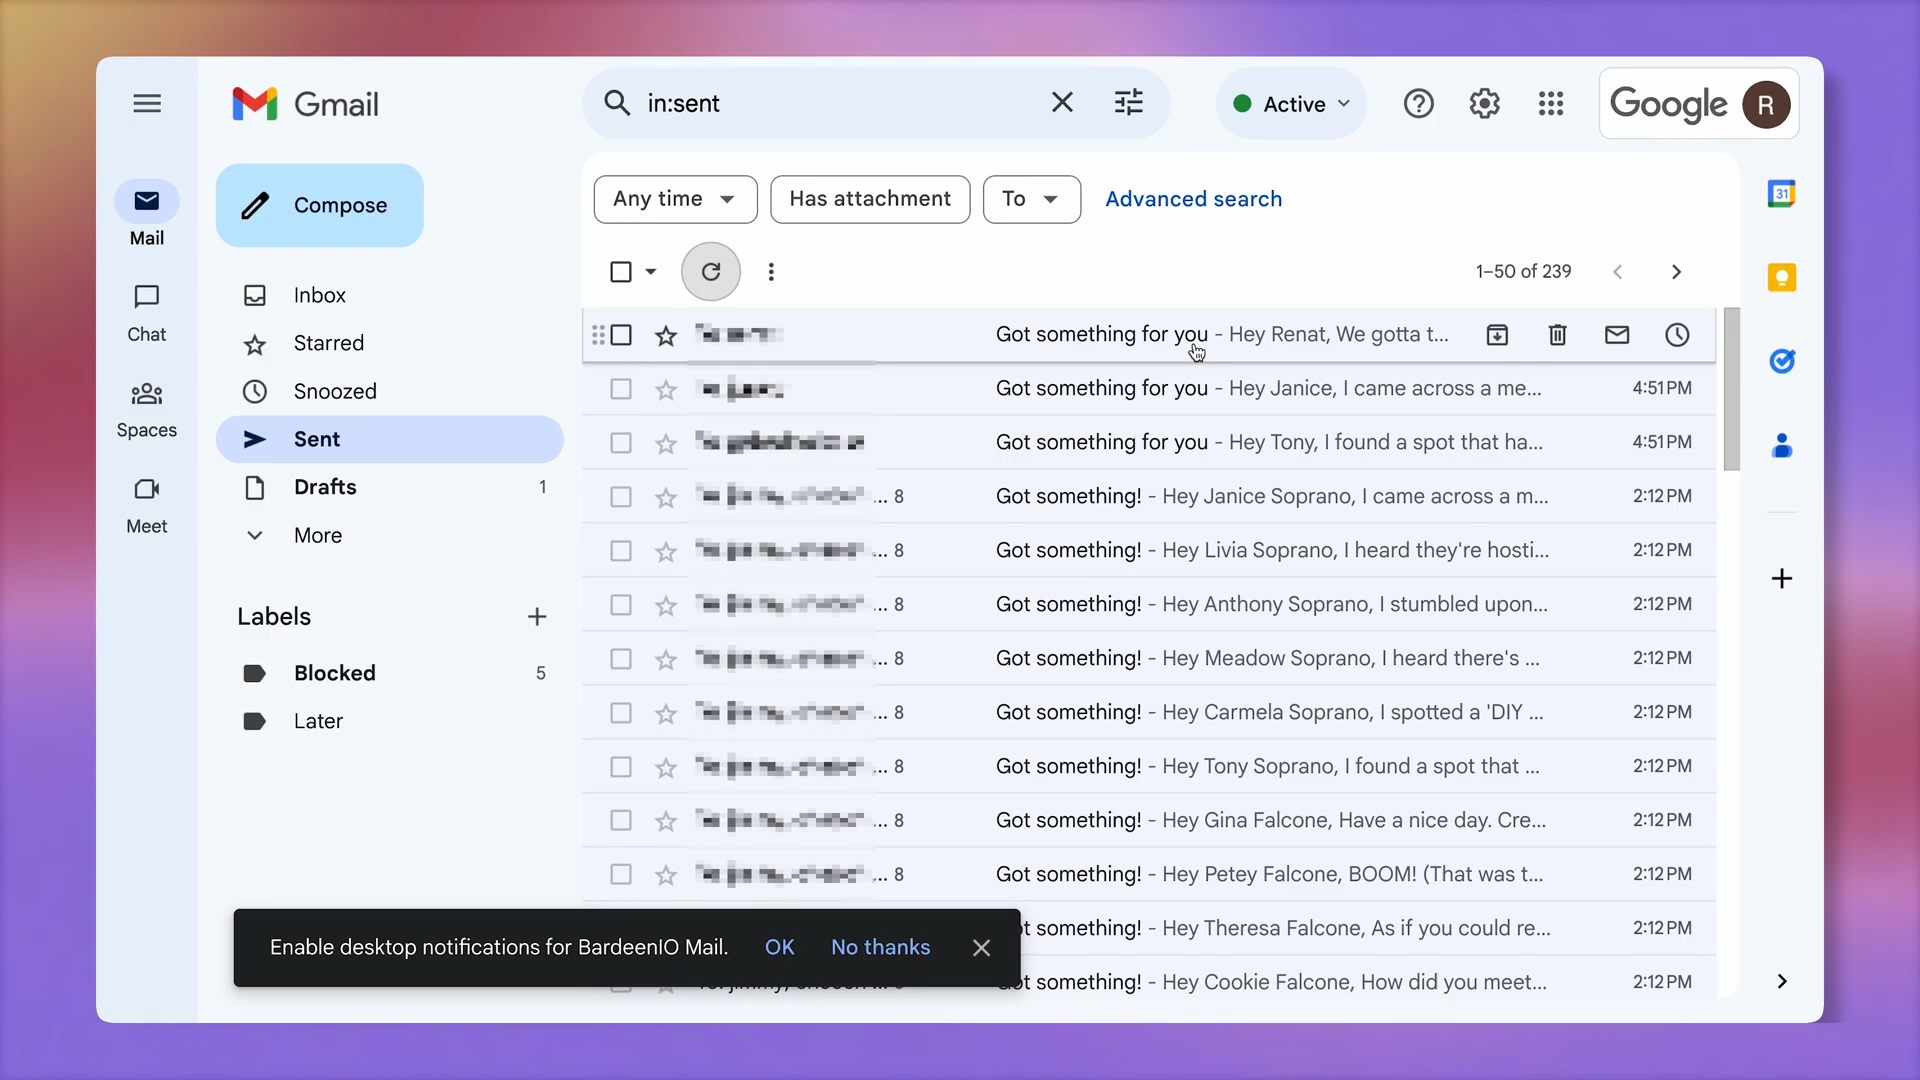 Gmail
in:sent
Active
Google R
Mail
Chat
Spaces
Meet
Compose
Inbox
Starred
Snoozed
Sent
Drafts 1
More
Labels
Blocked 5
Later
Any time
Has attachment
To
Advanced search
1–50 of 239
31
Got something for you - Hey Renat, We gotta t...
Got something for you - Hey Janice, I came across a me... 4:51 PM
Got something for you - Hey Tony, I found a spot that ha... 4:51 PM
... 8 Got something! - Hey Janice Soprano, I came across a m... 2:12 PM
... 8 Got something! - Hey Livia Soprano, I heard they're hosti... 2:12 PM
... 8 Got something! - Hey Anthony Soprano, I stumbled upon... 2:12 PM
... 8 Got something! - Hey Meadow Soprano, I heard there's ... 2:12 PM
... 8 Got something! - Hey Carmela Soprano, I spotted a 'DIY ... 2:12 PM
... 8 Got something! - Hey Tony Soprano, I found a spot that ... 2:12 PM
... 8 Got something! - Hey Gina Falcone, Have a nice day. Cre... 2:12 PM
... 8 Got something! - Hey Petey Falcone, BOOM! (That was t... 2:12 PM
ot something! - Hey Theresa Falcone, As if you could re... 2:12 PM
ot something! - Hey Cookie Falcone, How did you meet... 2:12 PM
Enable desktop notifications for BardeenIO Mail. OK No thanks